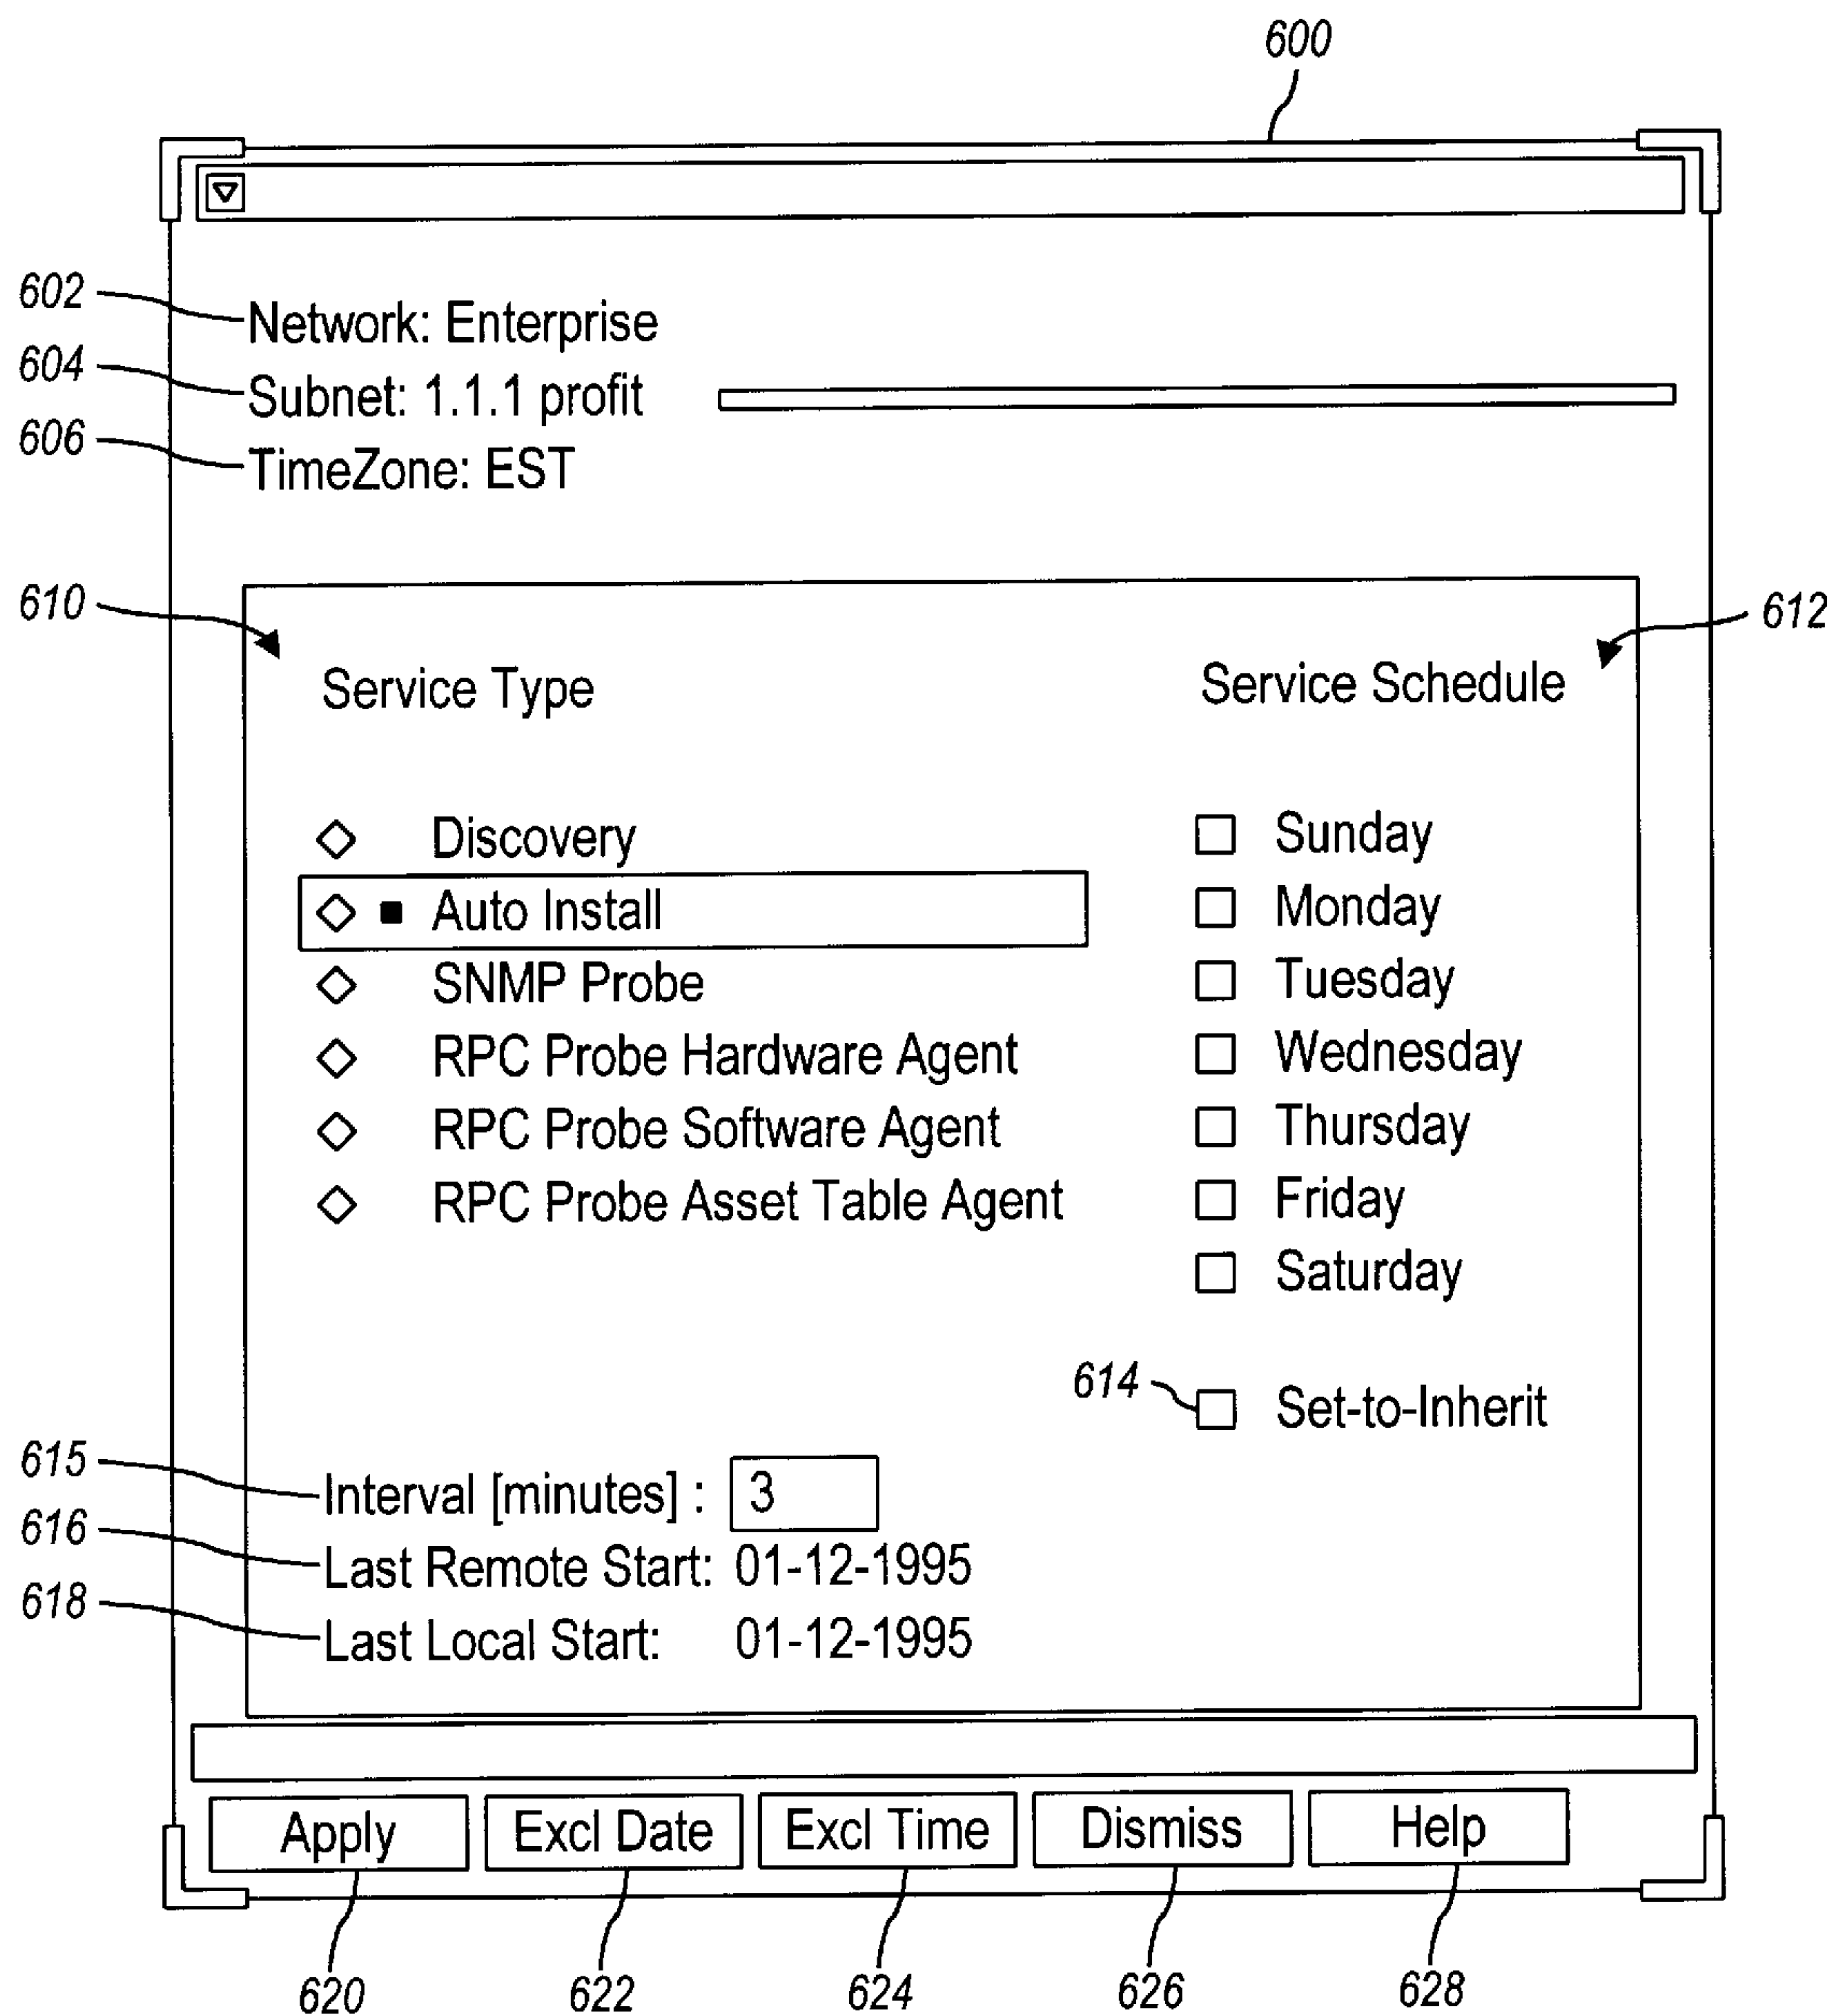 600
602
Network: Enterprise
604
Subnet: 1.1.1 profit
606
TimeZone: EST
610
612
Service Type
Service Schedule
Discovery
Sunday
Auto Install
Monday
SNMP Probe
Tuesday
RPC Probe Hardware Agent
Wednesday
RPC Probe Software Agent
Thursday
RPC Probe Asset Table Agent
Friday
Saturday
614
Set-to-Inherit
615
Interval [minutes] : 3
616
Last Remote Start: 01-12-1995
618
Last Local Start: 01-12-1995
Apply
Excl Date
Excl Time
Dismiss
Help
620
622
624
626
628